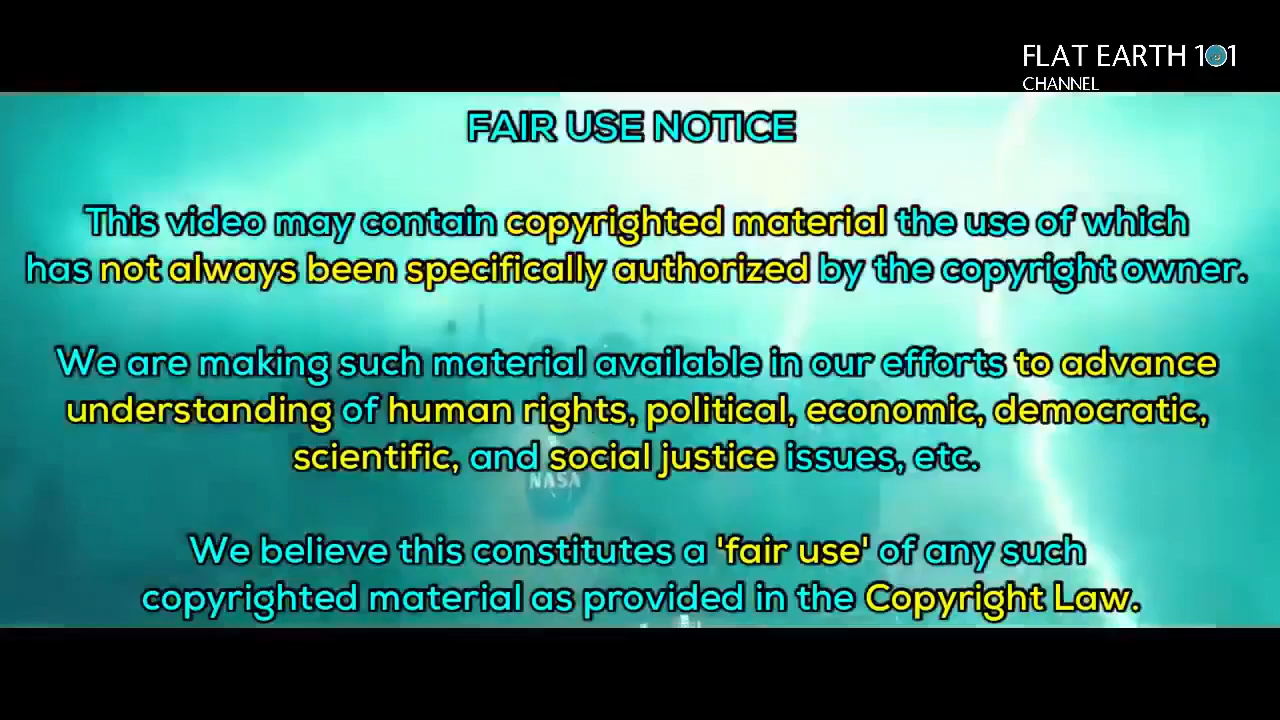 FLAT EARTH 101
CHANNEL
FAIR USE NOTICE
This video may contain copyrighted material the use of which
has not always been specifically authorized by the copyright owner.
We are making such material available in our efforts to advance
understanding of human rights, political, economic, democratic,
scientific, and social justice issues, etc.
NASA
We believe this constitutes a 'fair use' of any such
copyrighted material as provided in the Copyright Law.